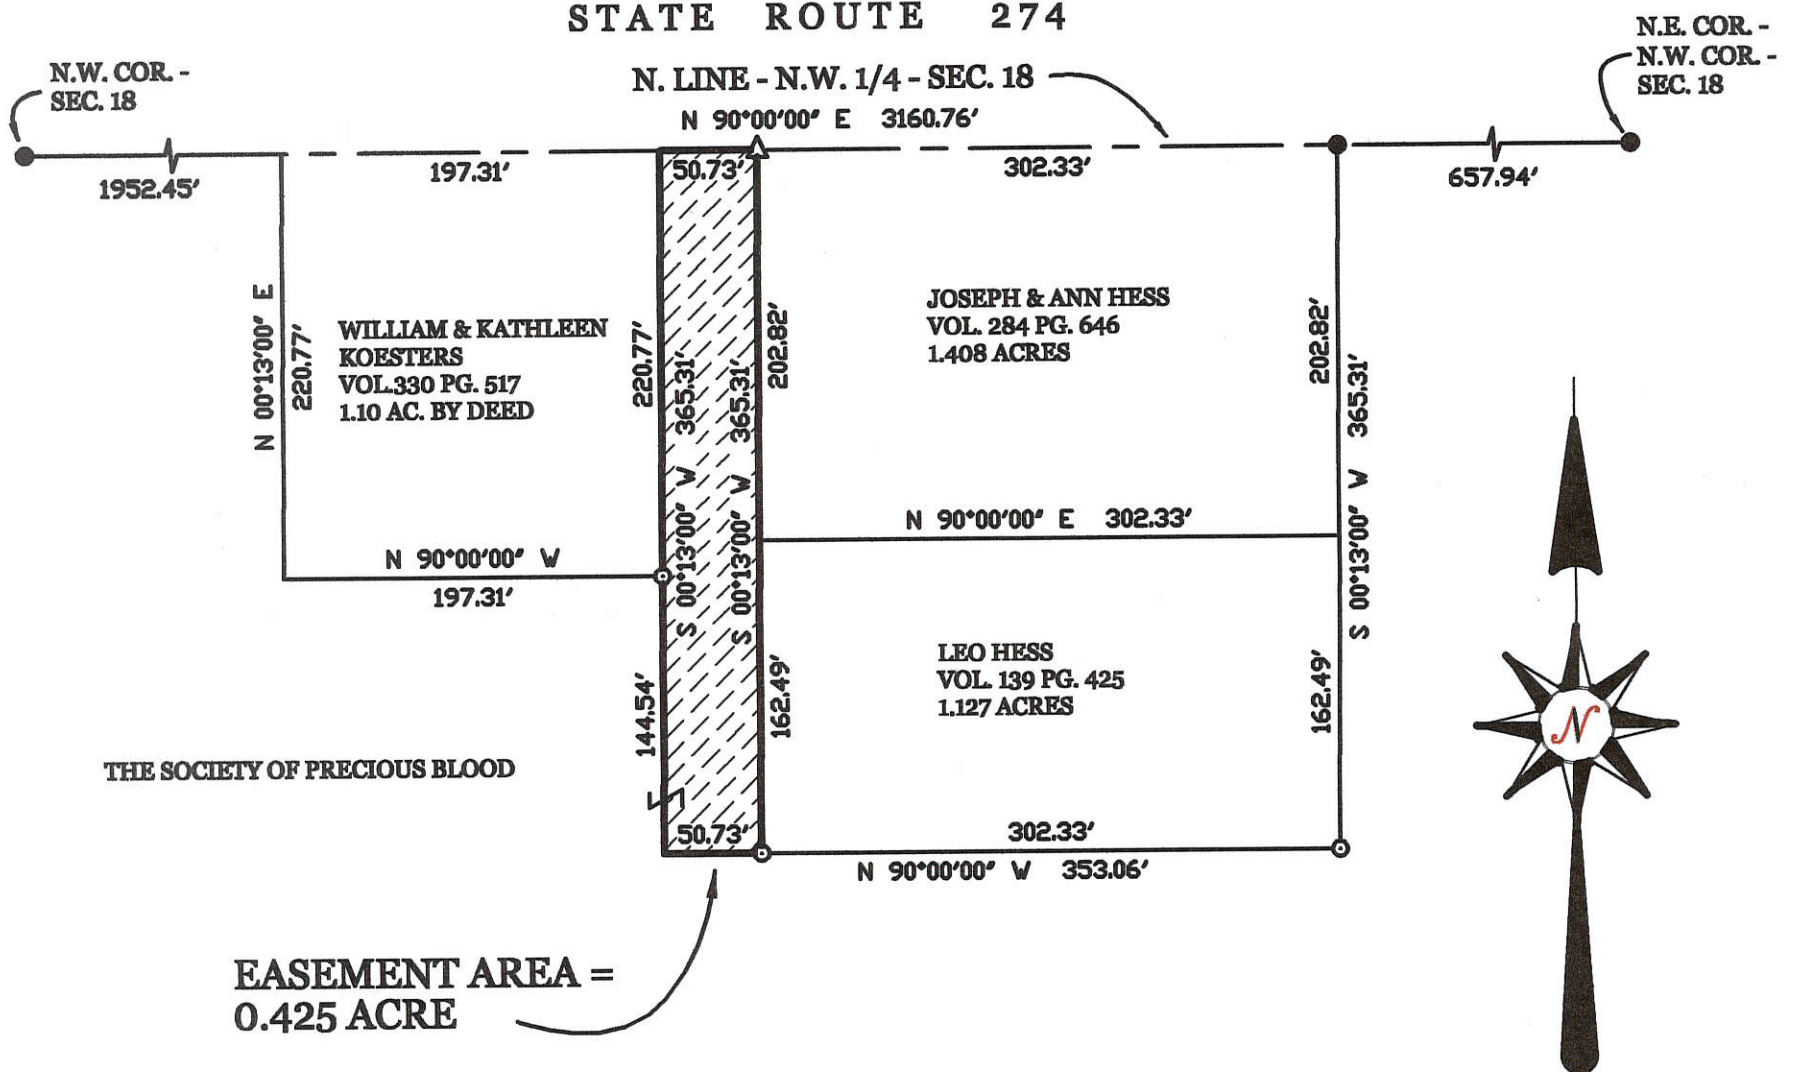 STATE ROUTE 274
N.W. COR. -
SEC. 18
N. LINE - N.W. 1/4 - SEC. 18
N.E. COR. -
N.W. COR. -
SEC. 18
N 90°00'00" E 3160.76'
1952.45'
197.31'
50.73'
302.33'
657.94'
N 00°13'00" E
220.77'
WILLIAM & KATHLEEN
KOESTERS
VOL.330 PG. 517
1.10 AC. BY DEED
220.77'
S 00°13'00" W 365.31'
S 00°13'00" W 365.31'
202.82'
JOSEPH & ANN HESS
VOL. 284 PG. 646
1.408 ACRES
202.82'
S 00°13'00" W 365.31'
N 90°00'00" E 302.33'
N 90°00'00" W
197.31'
144.54'
162.49'
LEO HESS
VOL. 139 PG. 425
1.127 ACRES
162.49'
N
THE SOCIETY OF PRECIOUS BLOOD
50.73'
302.33'
N 90°00'00" W 353.06'
EASEMENT AREA =
0.425 ACRE